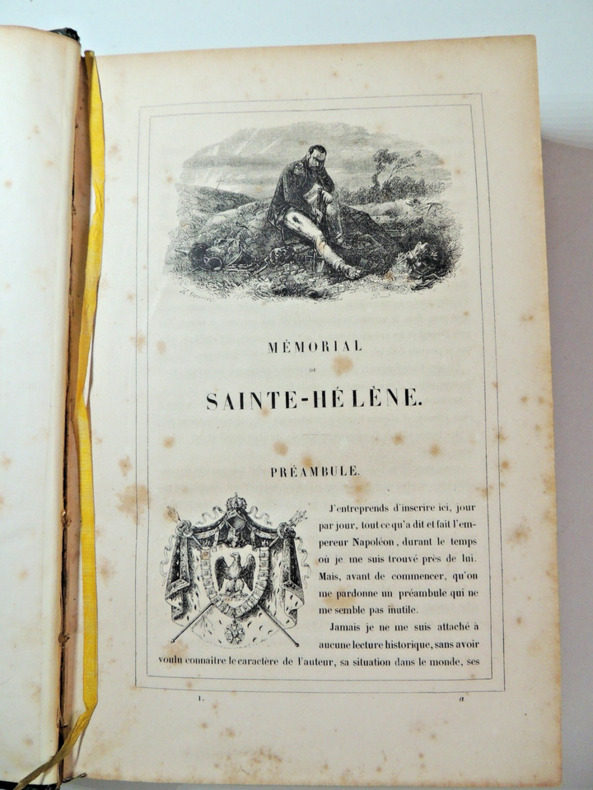 MÉMORIAL
DE
SAINTE-HÉLÈNE.
PRÉAMBULE.
J'entreprends d'inscrire ici, jour
par jour, tout ce qu'a dit et fait l'em-
pereur Napoléon, durant le temps
où je me suis trouvé près de lui.
Mais, avant de commencer, qu'on
me pardonne un préambule qui ne
me semble pas inutile.
Jamais je ne me suis attaché à
aucune lecture historique, sans avoir
voulu connaître le caractère de l'auteur, sa situation dans le monde, ses
1.
a